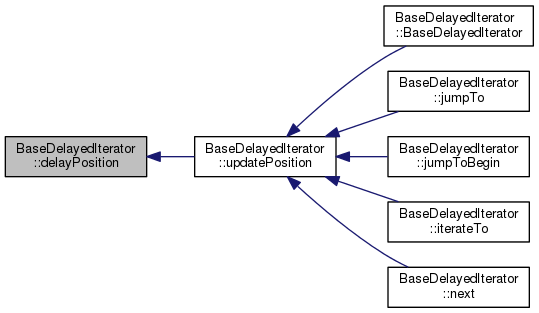 BaseDelayedIterator
::BaseDelayedIterator
BaseDelayedIterator
::jumpTo
BaseDelayedIterator
::delayPosition
BaseDelayedIterator
::updatePosition
BaseDelayedIterator
::jumpToBegin
BaseDelayedIterator
::iterateTo
BaseDelayedIterator
::next